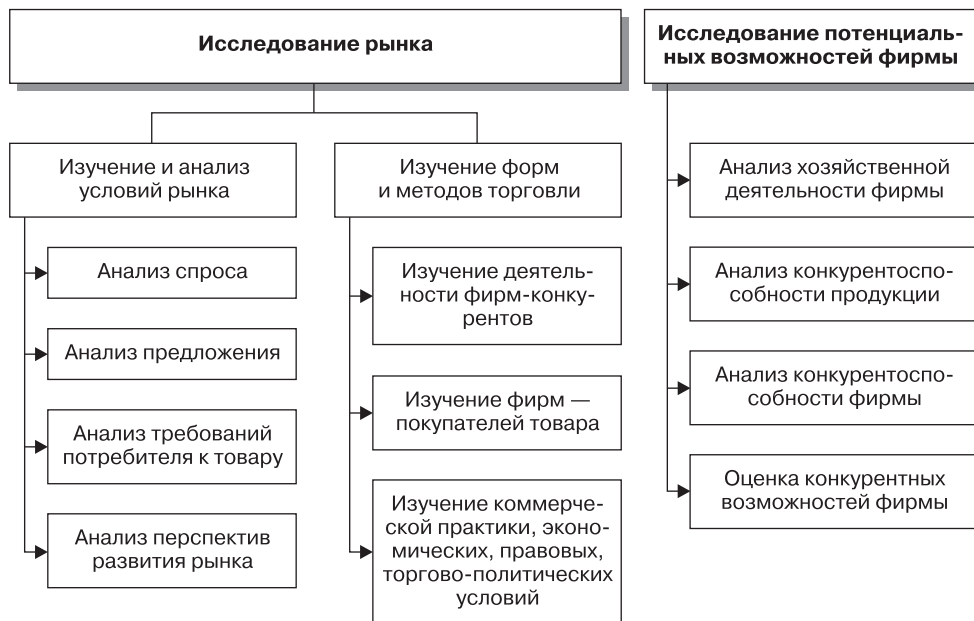 Исследование рынка
Изучение и анализ
условий рынка
Анализ спроса
Анализ предложения
Анализ требований
потребителя к товару
Анализ перспектив
развития рынка
Изучение форм
и методов торговли
Изучение деятель-
ности фирм-конку-
рентов
Изучение фирм —
покупателей товара
Изучение коммерче-
ской практики, эконо-
мических, правовых,
торгово-политических
условий
Исследование потенциаль-
ных возможностей фирмы
Анализ хозяйственной
деятельности фирмы
Анализ конкурентоспо-
собности продукции
Анализ конкурентоспо-
собности фирмы
Оценка конкурентных
возможностей фирмы